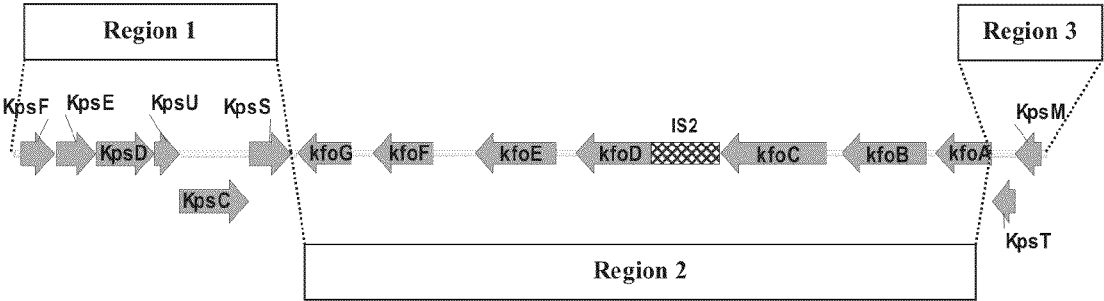 Region 1
Region 3
KpsF
KpsE
KpsU
KpsS
KpsM
IS2
KpsD
kfoG
kfoF
kfoE
kfoD
kfoC
kfoB
kfoA
KpsC
KpsT
Region 2